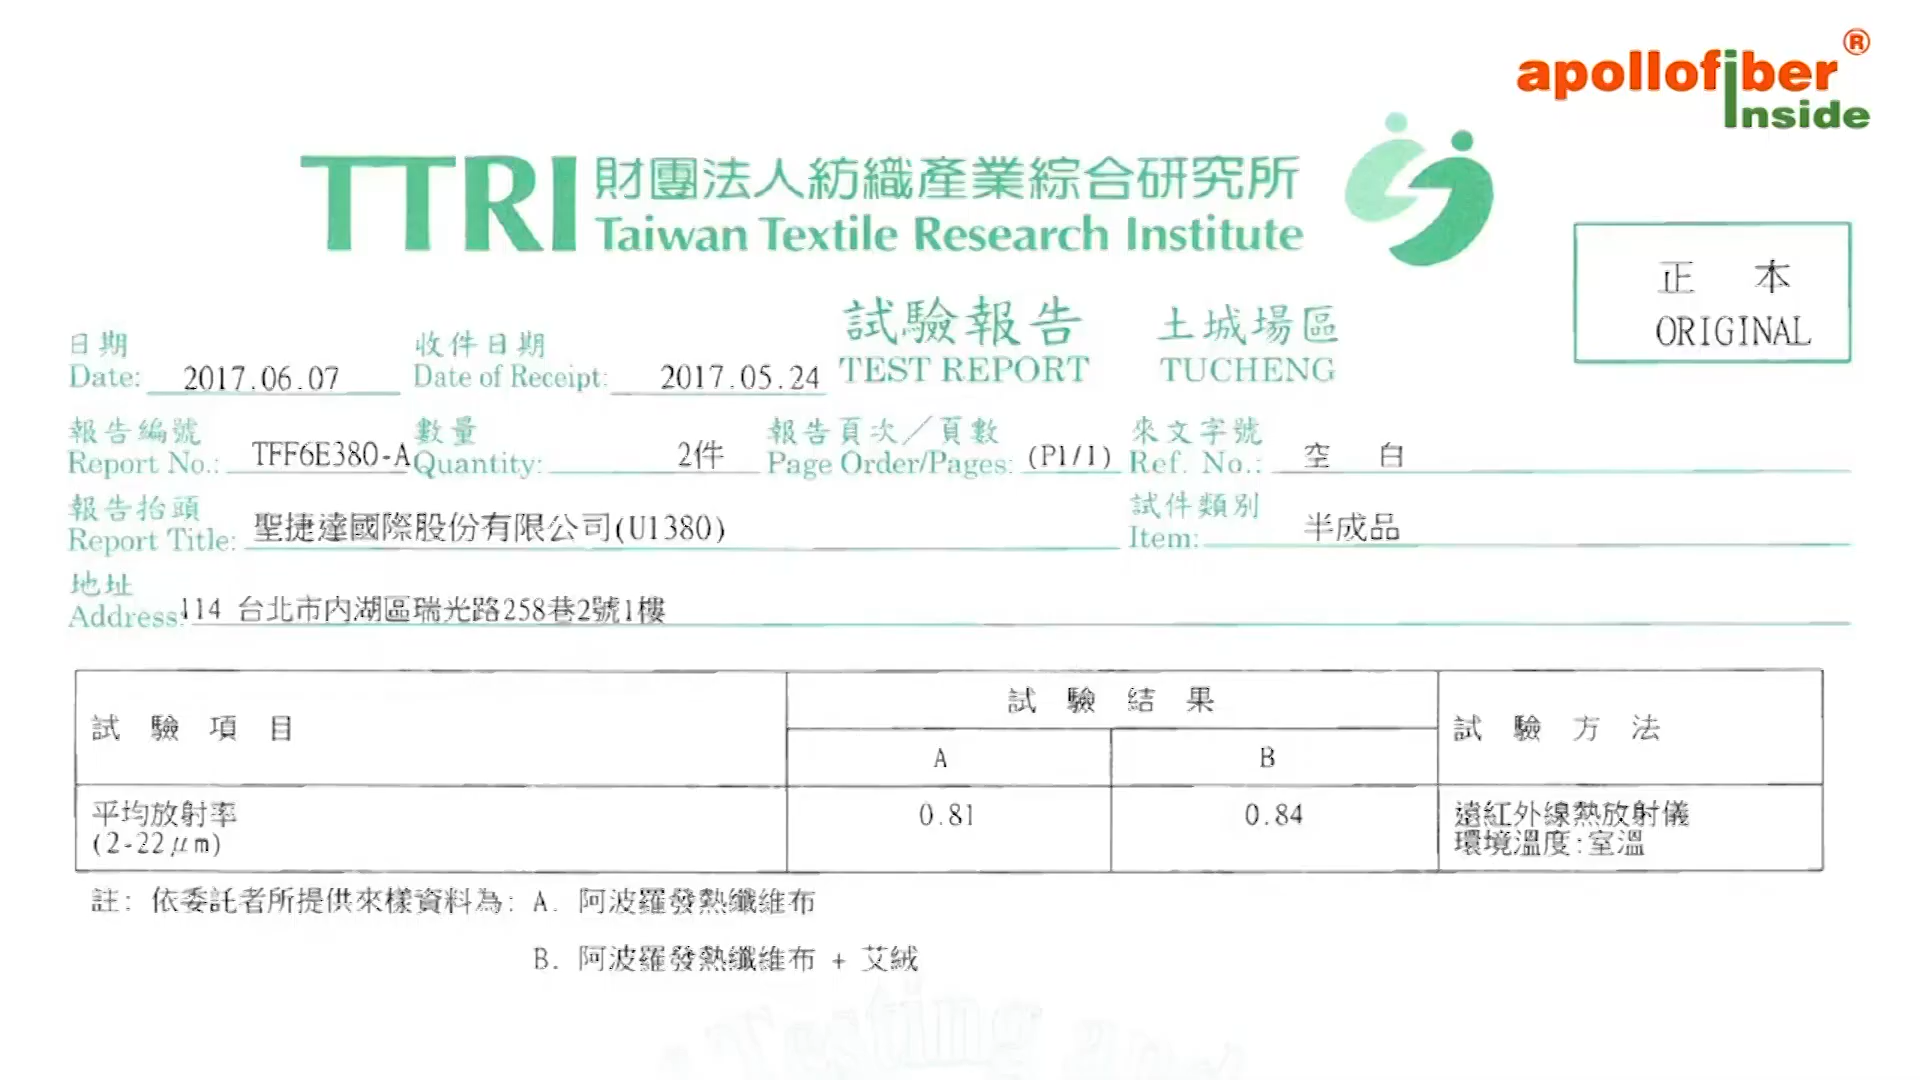 apollofiber®
Inside
TTRI 財團法人紡織產業綜合研究所
Taiwan Textile Research Institute
正 本
ORIGINAL
試驗報告 土城場區
TEST REPORT TUCHENG
日期
Date: 2017.06.07
收件日期
Date of Receipt: 2017.05.24
報告編號
Report No.: TFF6E380-A
數量
Quantity: 2件
報告頁次／頁數
Page Order/Pages: (P1/1)
來文字號
Ref. No.: 空 白
報告抬頭
Report Title: 聖捷達國際股份有限公司(U1380)
試件類別
Item: 半成品
地址
Address: 114 台北市內湖區瑞光路258巷2號1樓
試 驗 項 目
試 驗 結 果
試 驗 方 法
A B
平均放射率
(2-22μm)
0.81 0.84
遠紅外線熱放射儀
環境溫度:室溫
註: 依委託者所提供來樣資料為: A. 阿波羅發熱纖維布
B. 阿波羅發熱纖維布 + 艾絨